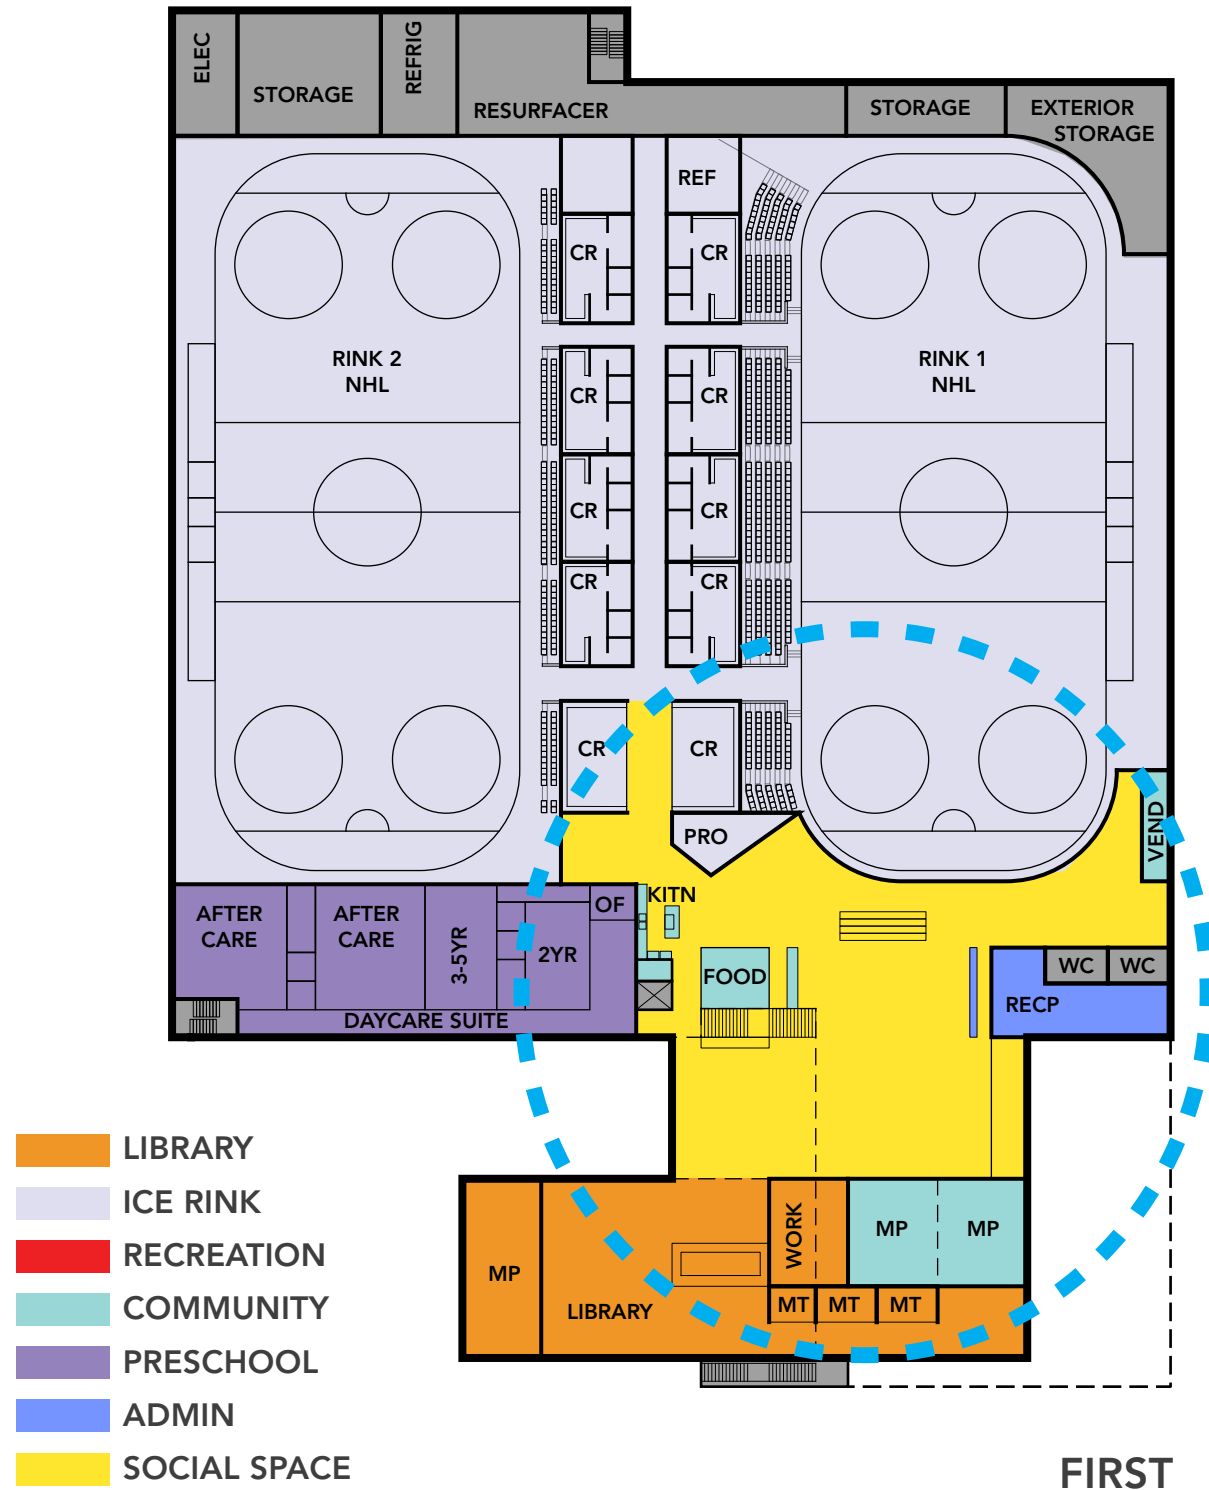 ELEC
STORAGE
REFRIG
RESURFACER
STORAGE
EXTERIOR
STORAGE
REF
CR
CR
RINK 2
NHL
RINK 1
NHL
CR
CR
CR
CR
CR
CR
CR
CR
PRO
VEND
AFTER
CARE
AFTER
CARE
3-5YR
2YR
OF
KITN
FOOD
WC
WC
RECP
DAYCARE SUITE
WORK
MP
MP
MP
LIBRARY
MT
MT
MT
LIBRARY
ICE RINK
RECREATION
COMMUNITY
PRESCHOOL
ADMIN
SOCIAL SPACE
FIRST